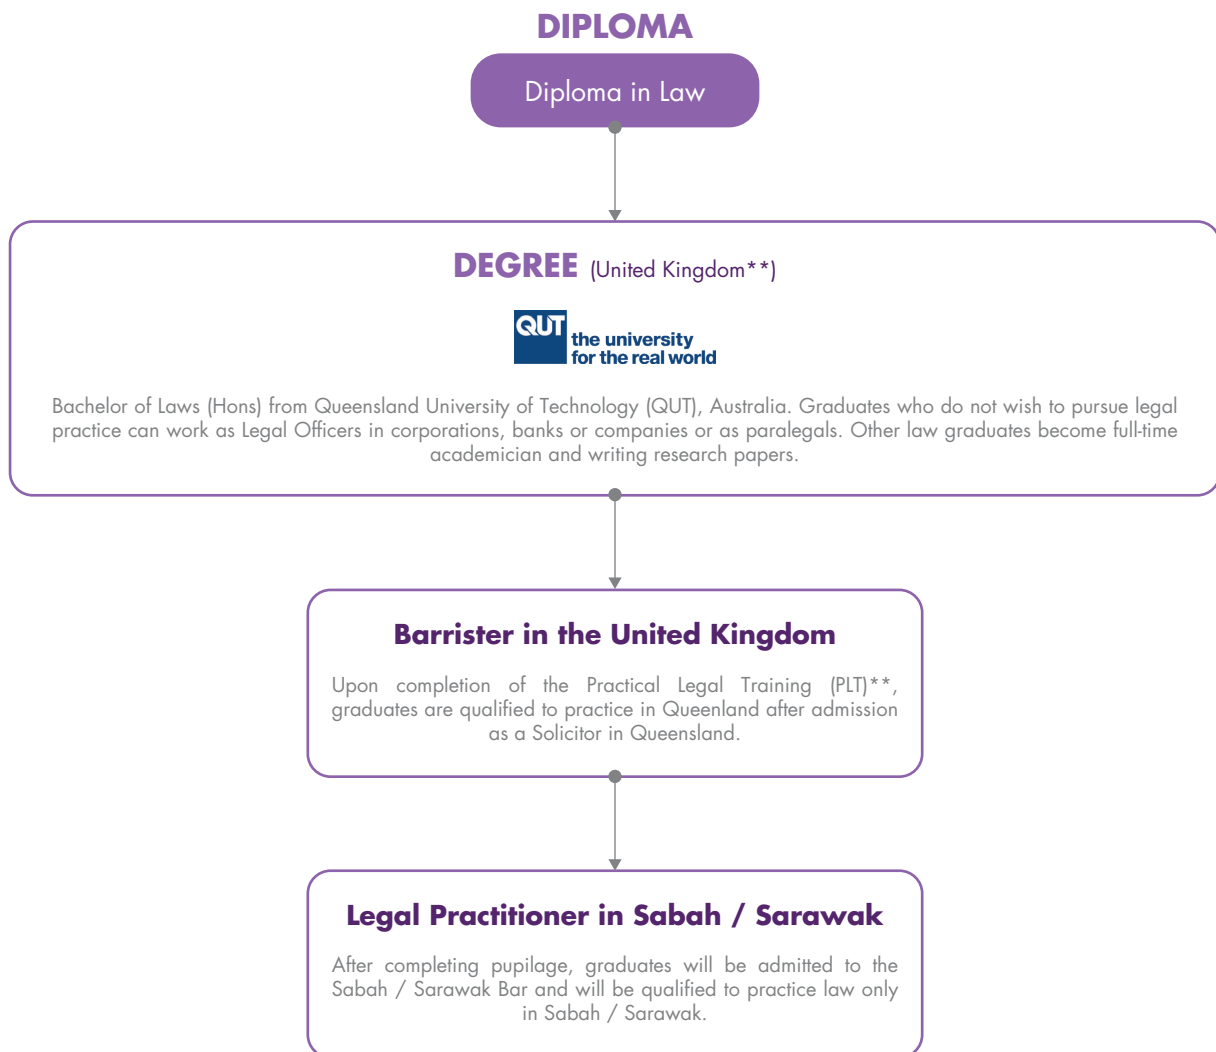 DIPLOMA
Diploma in Law
DEGREE (United Kingdom**)
QUT the university
for the real world
Bachelor of Laws (Hons) from Queensland University of Technology (QUT), Australia. Graduates who do not wish to pursue legal
practice can work as Legal Officers in corporations, banks or companies or as paralegals. Other law graduates become full-time
academician and writing research papers.
Barrister in the United Kingdom
Upon completion of the Practical Legal Training (PLT)**,
graduates are qualified to practice in Queenland after admission
as a Solicitor in Queensland.
Legal Practitioner in Sabah / Sarawak
After completing pupilage, graduates will be admitted to the
Sabah / Sarawak Bar and will be qualified to practice law only
in Sabah / Sarawak.